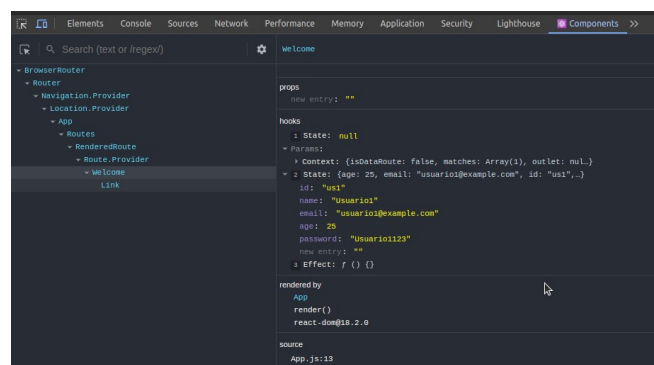 Elements Console Sources Network Performance Memory Application Security Lighthouse Components
Search (text or /regex/)
Welcome
BrowserRouter
Router
Navigation.Provider
Location.Provider
App
Routes
RenderedRoute
Route.Provider
Welcome
Link
props
new entry: ""
hooks
1 State: null
Params:
Context: {isDataRoute: false, matches: Array(1), outlet: nul…}
2 State: {age: 25, email: "usuario1@example.com", id: "us1",…}
id: "us1"
name: "Usuario1"
email: "usuario1@example.com"
age: 25
password: "Usuario1123"
new entry: ""
3 Effect: ƒ () {}
rendered by
App
render()
react-dom@18.2.0
source
App.js:13